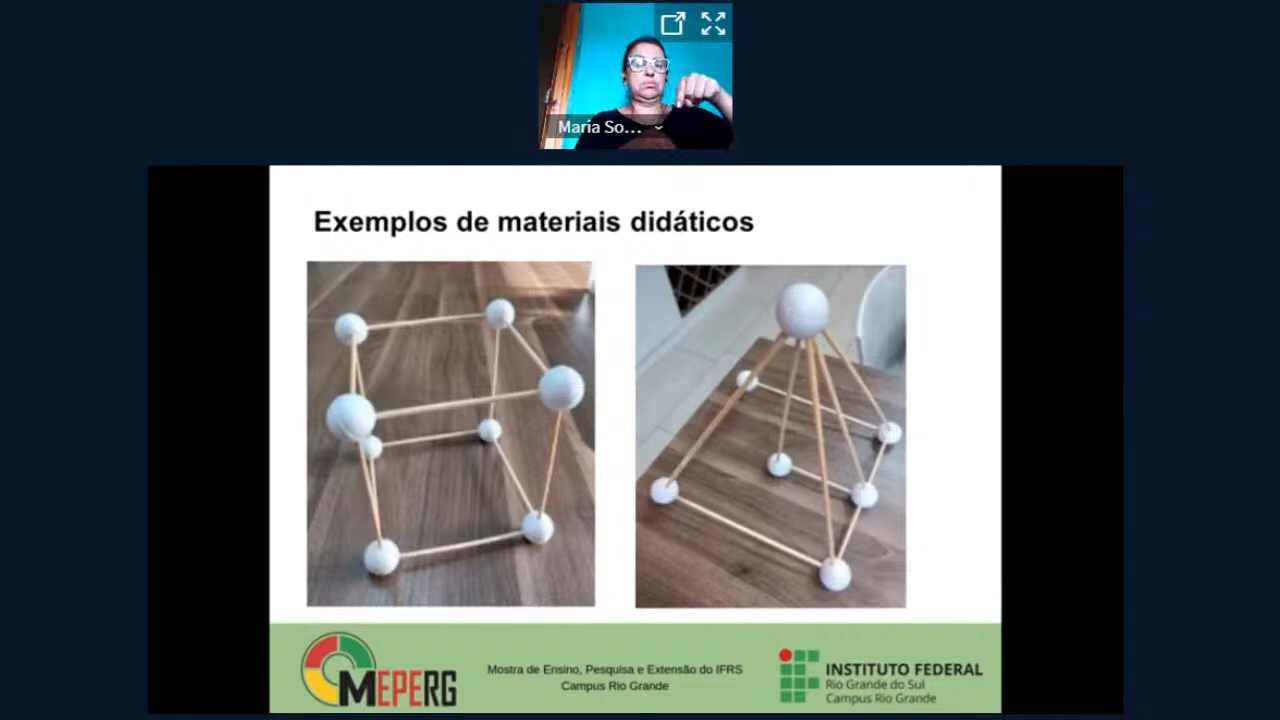 Maria So...
Exemplos de materiais didáticos
MEPERG
Mostra de Ensino, Pesquisa e Extensão do IFRS
Campus Rio Grande
INSTITUTO FEDERAL
Rio Grande do Sul
Campus Rio Grande